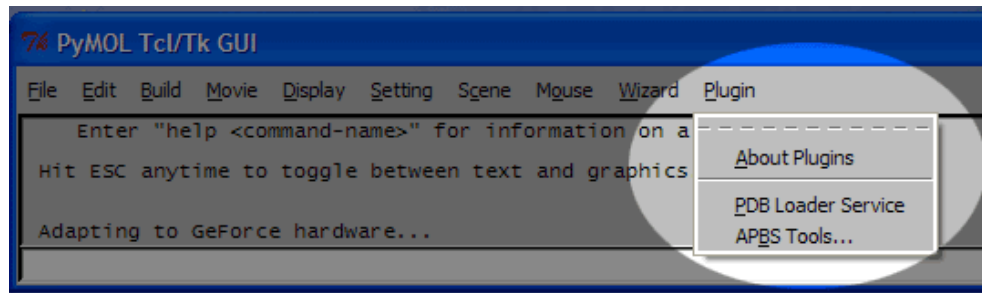 PyMOL Tcl/Tk GUI
File Edit Build Movie Display Setting Scene Mouse Wizard Plugin
Enter "help <command-name>" for information on a
Hit ESC anytime to toggle between text and graphics
Adapting to GeForce hardware...
About Plugins
PDB Loader Service
APBS Tools...